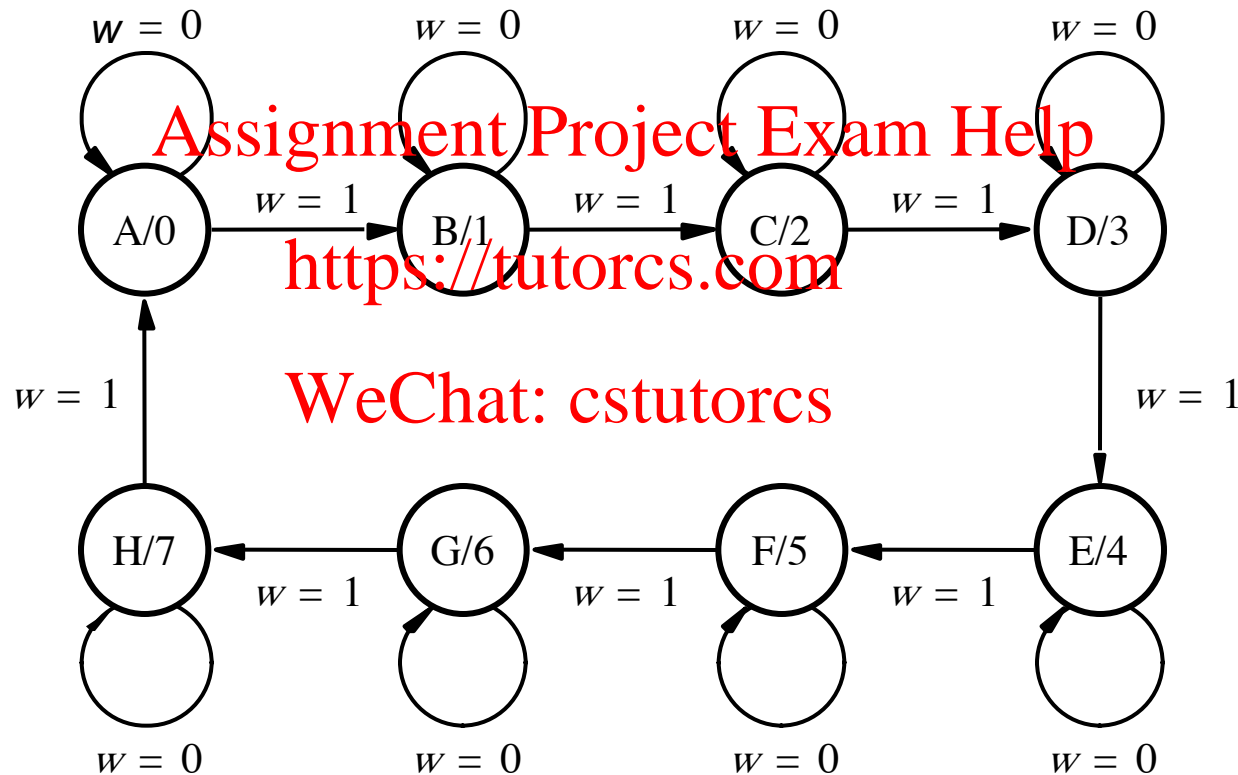 w = 0 w = 0 w = 0 w = 0
Assignment Project Exam Help
w = 1 w = 1 w = 1
A/0 B/1 C/2 D/3
https://tutorcs.com
w = 1 WeChat: cstutorcs w = 1
H/7 G/6 F/5 E/4
w = 1 w = 1 w = 1
w = 0 w = 0 w = 0 w = 0